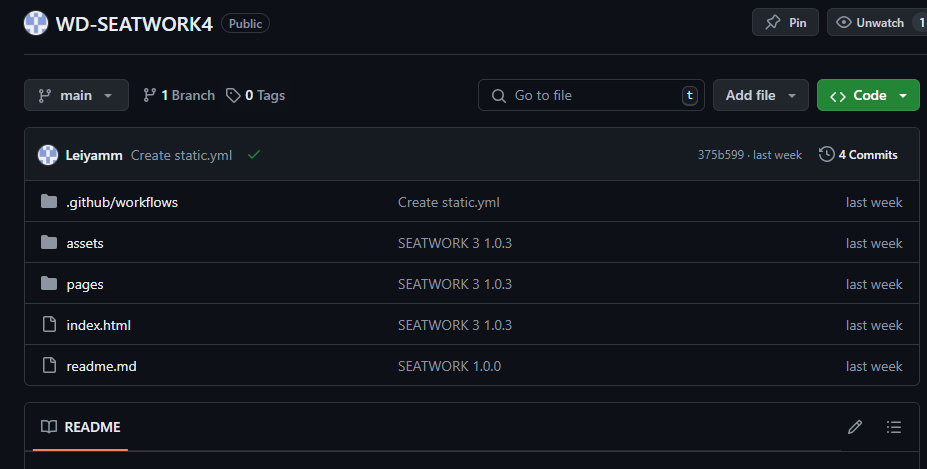 WD-SEATWORK4 Public Pin Unwatch 1
main 1 Branch 0 Tags Go to file t Add file Code
Leiyamm Create static.yml 375b599 · last week 4 Commits
.github/workflows Create static.yml last week
assets SEATWORK 3 1.0.3 last week
pages SEATWORK 3 1.0.3 last week
index.html SEATWORK 3 1.0.3 last week
readme.md SEATWORK 1.0.0 last week
README